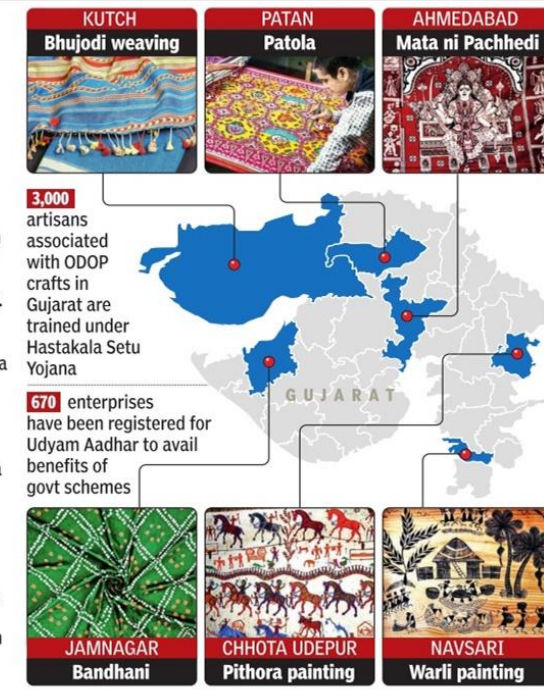 KUTCH
Bhujodi weaving
PATAN
Patola
AHMEDABAD
Mata ni Pachhedi
3,000
artisans
associated
with ODOP
crafts in
Gujarat are
trained under
Hastakala Setu
Yojana
670 enterprises
have been registered for
Udyam Aadhar to avail
benefits of
govt schemes
GUJARAT
JAMNAGAR
Bandhani
CHHOTA UDEPUR
Pithora painting
NAVSARI
Warli painting